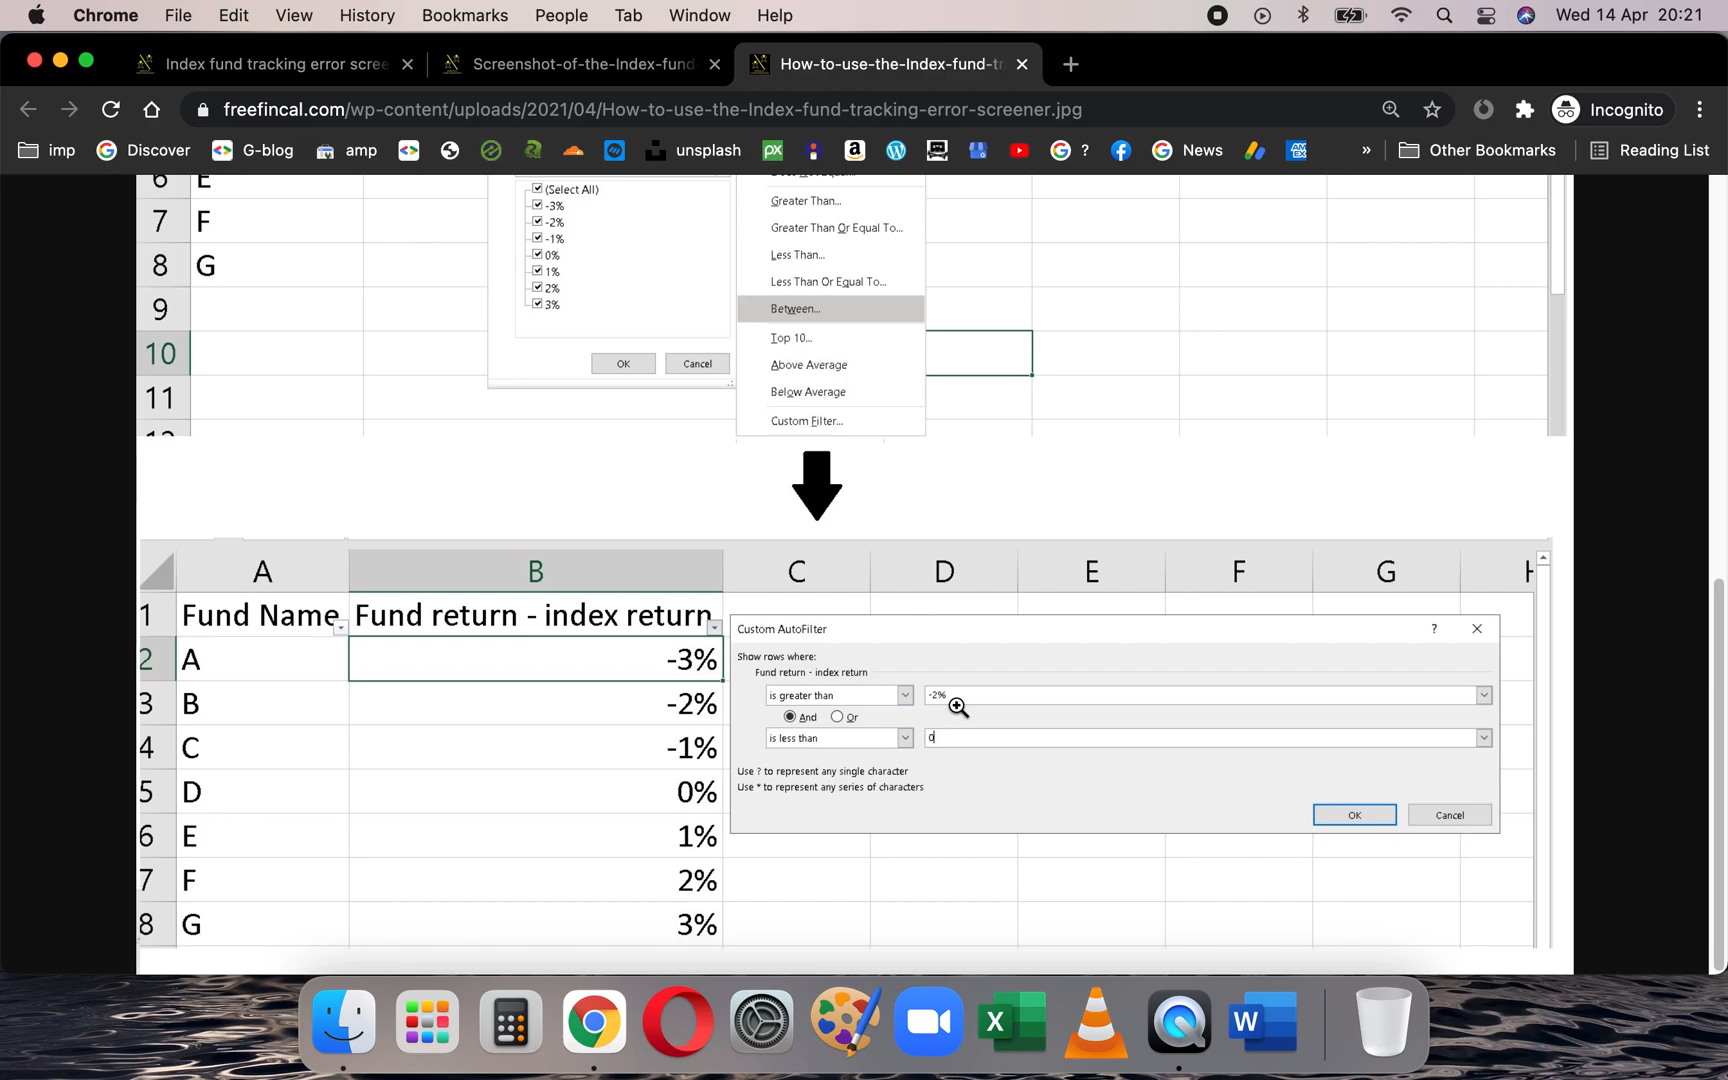 Chrome File Edit View History Bookmarks People Tab Window Help Wed 14 Apr 20:21
Index fund tracking error scree Screenshot-of-the-Index-fund How-to-use-the-Index-fund-tr
freefincal.com/wp-content/uploads/2021/04/How-to-use-the-Index-fund-tracking-error-screener.jpg Incognito
imp Discover G-blog amp unsplash ? News » Other Bookmarks Reading List
6 E
7 F
8 G
9
10
11
(Select All)
-3%
-2%
-1%
0%
1%
2%
3%
OK Cancel
Greater Than...
Greater Than Or Equal To...
Less Than...
Less Than Or Equal To...
Between...
Top 10...
Above Average
Below Average
Custom Filter...
A B C D E F G
1 Fund Name Fund return - index return
2 A -3%
3 B -2%
4 C -1%
5 D 0%
6 E 1%
7 F 2%
8 G 3%
Custom AutoFilter ?
Show rows where:
Fund return - index return
is greater than -2%
And Or
is less than 0
Use ? to represent any single character
Use * to represent any series of characters
OK Cancel